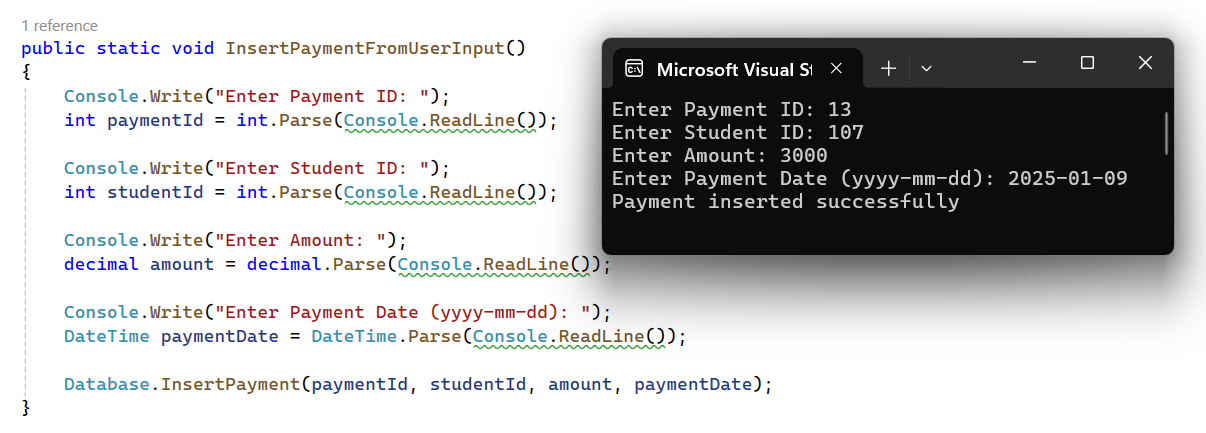 1 reference
public static void InsertPaymentFromUserInput()
{
Console.Write("Enter Payment ID: ");
int paymentId = int.Parse(Console.ReadLine());
Console.Write("Enter Student ID: ");
int studentId = int.Parse(Console.ReadLine());
Console.Write("Enter Amount: ");
decimal amount = decimal.Parse(Console.ReadLine());
Console.Write("Enter Payment Date (yyyy-mm-dd): ");
DateTime paymentDate = DateTime.Parse(Console.ReadLine());
Database.InsertPayment(paymentId, studentId, amount, paymentDate);
}
C:\ Microsoft Visual St
Enter Payment ID: 13
Enter Student ID: 107
Enter Amount: 3000
Enter Payment Date (yyyy-mm-dd): 2025-01-09
Payment inserted successfully